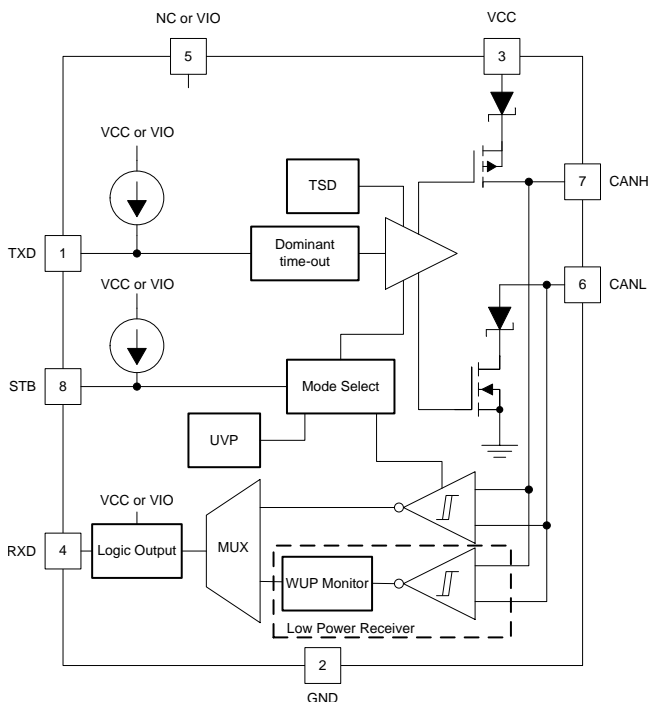 NC or VIO
VCC
5
3
VCC or VIO
TSD
7
CANH
TXD
1
Dominant
time-out
VCC or VIO
6
CANL
STB
8
Mode Select
UVP
VCC or VIO
RXD
4
Logic Output
MUX
WUP Monitor
Low Power Receiver
2
GND